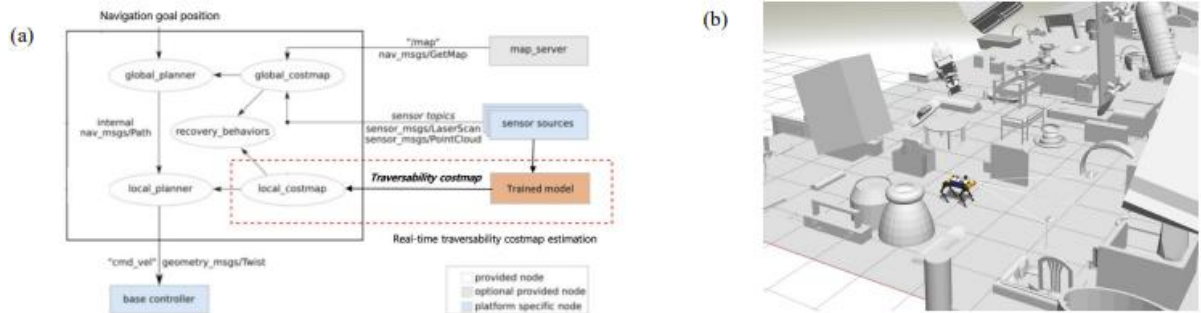 (a)
Navigation goal position
"/map"
nav_msgs/GetMap
map_server
global_planner
global_costmap
internal
nav_msgs/Path
recovery_behaviors
sensor topics
sensor_msgs/LaserScan
sensor_msgs/PointCloud
sensor sources
local_planner
local_costmap
Traversability costmap
Trained model
Real-time traversability costmap estimation
"cmd_vel" geometry_msgs/Twist
base controller
provided node
optional provided node
platform specific node
(b)